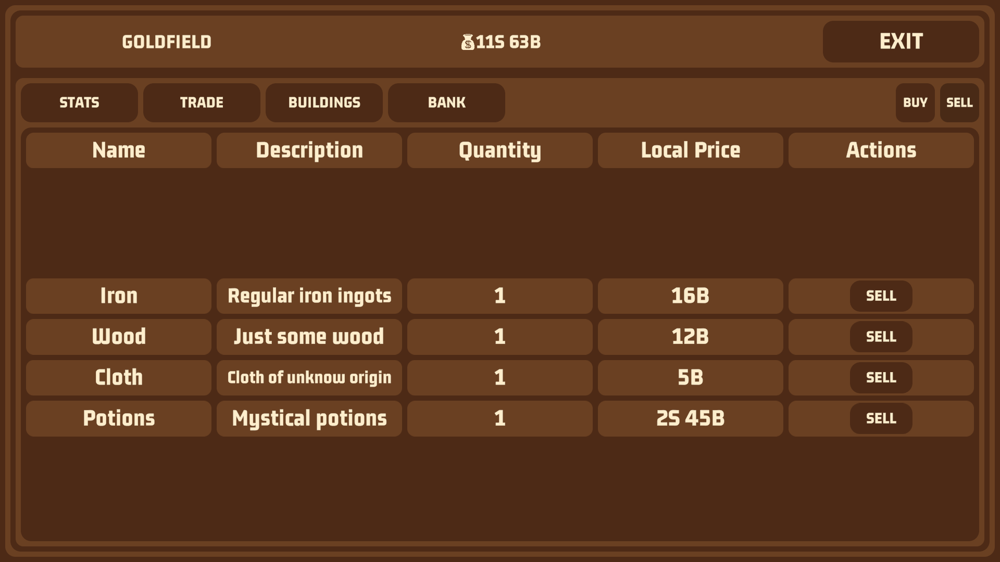 GOLDFIELD
💰11S 63B
EXIT
STATS TRADE BUILDINGS BANK BUY SELL
Name Description Quantity Local Price Actions
Iron Regular iron ingots 1 16B SELL
Wood Just some wood 1 12B SELL
Cloth Cloth of unknow origin 1 5B SELL
Potions Mystical potions 1 2S 45B SELL